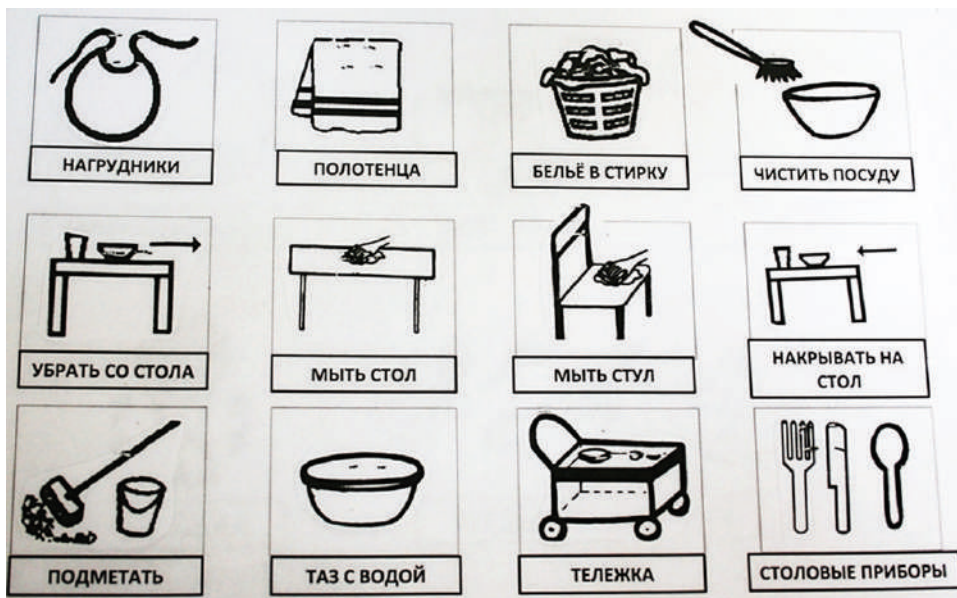 НАГРУДНИКИ
ПОЛОТЕНЦА
БЕЛЬЁ В СТИРКУ
ЧИСТИТЬ ПОСУДУ
УБРАТЬ СО СТОЛА
МЫТЬ СТОЛ
МЫТЬ СТУЛ
НАКРЫВАТЬ НА
СТОЛ
ПОДМЕТАТЬ
ТАЗ С ВОДОЙ
ТЕЛЕЖКА
СТОЛОВЫЕ ПРИБОРЫ